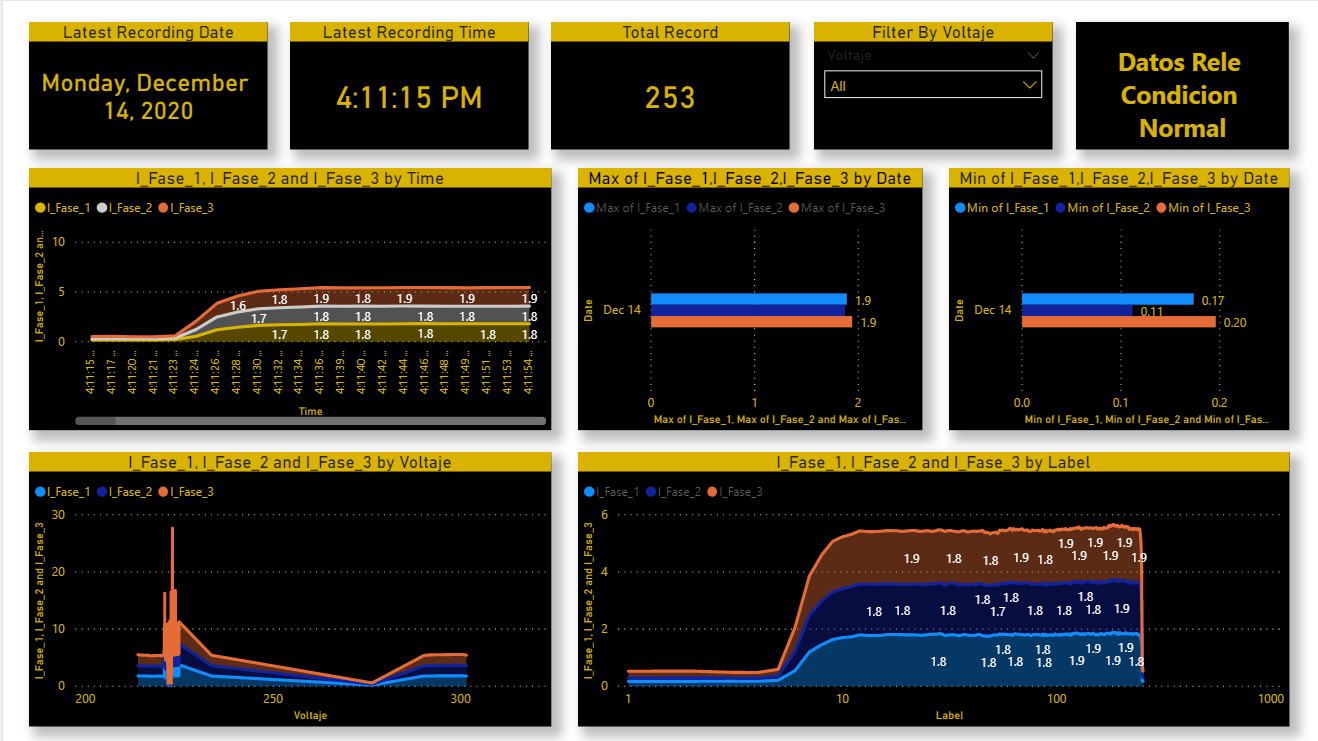 Latest Recording Date
Monday, December
14, 2020
Latest Recording Time
4:11:15 PM
Total Record
253
Filter By Voltaje
Voltaje
All
Datos Rele
Condicion
Normal
I_Fase_1, I_Fase_2 and I_Fase_3 by Time
I_Fase_1 I_Fase_2 I_Fase_3
I_Fase_1, I_Fase_2 an...
10
5
0
1.6 1.8 1.9 1.8 1.9 1.9 1.9
1.7 1.8 1.8 1.8 1.8
1.7 1.8 1.8 1.8 1.8 1.8
4:11:15 ... 4:11:17 ... 4:11:20 ... 4:11:21 ... 4:11:23 ... 4:11:24 ... 4:11:26 ... 4:11:28 ... 4:11:30 ... 4:11:32 ... 4:11:34 ... 4:11:36 ... 4:11:39 ... 4:11:40 ... 4:11:42 ... 4:11:44 ... 4:11:46 ... 4:11:48 ... 4:11:49 ... 4:11:51 ... 4:11:53 ... 4:11:54 ...
Time
Max of I_Fase_1,I_Fase_2,I_Fase_3 by Date
Max of I_Fase_1 Max of I_Fase_2 Max of I_Fase_3
Date
Dec 14
1.9
1.9
0 1 2
Max of I_Fase_1, Max of I_Fase_2 and Max of I_Fas...
Min of I_Fase_1,I_Fase_2,I_Fase_3 by Date
Min of I_Fase_1 Min of I_Fase_2 Min of I_Fase_3
Date
Dec 14
0.17
0.11
0.20
0.0 0.1 0.2
Min of I_Fase_1, Min of I_Fase_2 and Min of I_Fas...
I_Fase_1, I_Fase_2 and I_Fase_3 by Voltaje
I_Fase_1 I_Fase_2 I_Fase_3
I_Fase_1, I_Fase_2 and I_Fase_3
30
20
10
0
200 250 300
Voltaje
I_Fase_1, I_Fase_2 and I_Fase_3 by Label
I_Fase_1 I_Fase_2 I_Fase_3
I_Fase_1, I_Fase_2 and I_Fase_3
6
4
2
0
1.9 1.9 1.9
1.9 1.8 1.8 1.9 1.8 1.9 1.9 1.9
1.8 1.8 1.8
1.8 1.8 1.8 1.7 1.8 1.8 1.8 1.9
1.8 1.8 1.9 1.9
1.8 1.8 1.8 1.8 1.9 1.9 1.8
1 10 100 1000
Label